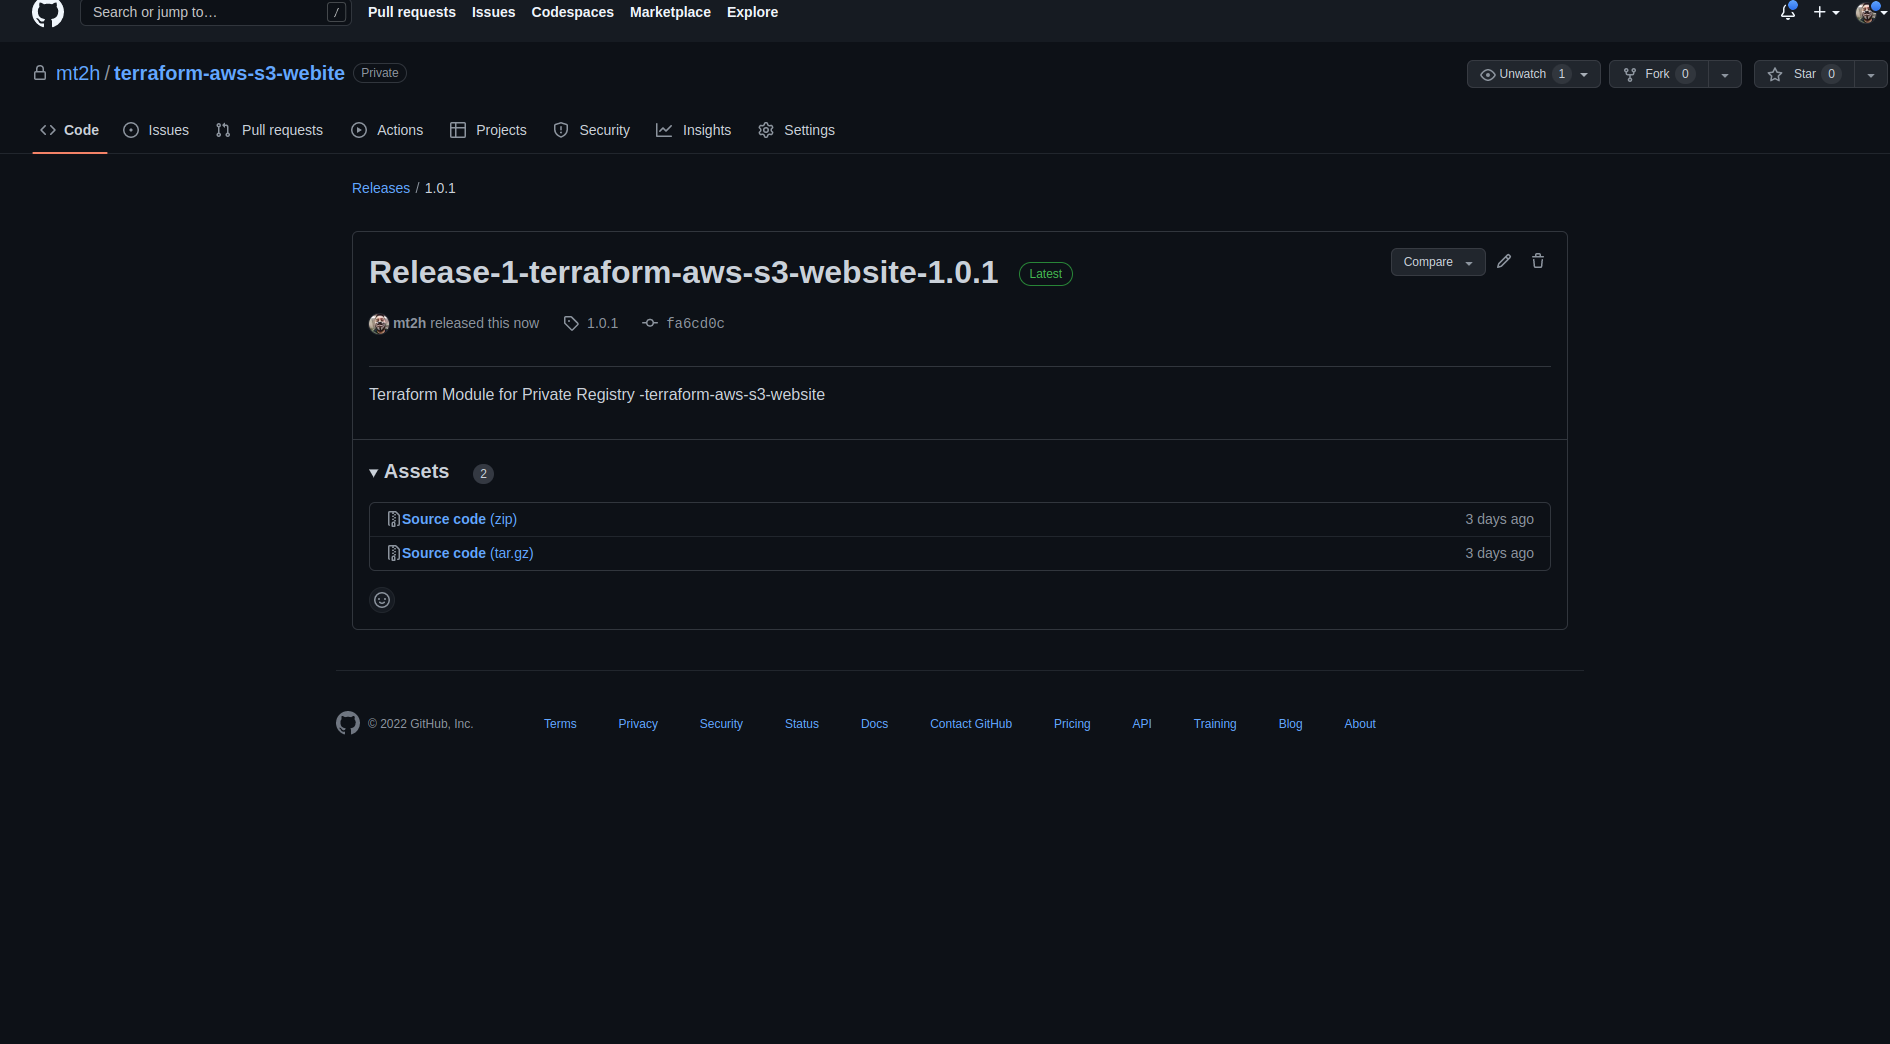 Search or jump to… / Pull requests Issues Codespaces Marketplace Explore
mt2h / terraform-aws-s3-webite Private Unwatch 1 Fork 0 Star 0
Code Issues Pull requests Actions Projects Security Insights Settings
Releases / 1.0.1
Release-1-terraform-aws-s3-website-1.0.1 Latest Compare
mt2h released this now 1.0.1 fa6cd0c
Terraform Module for Private Registry -terraform-aws-s3-website
Assets 2
Source code (zip) 3 days ago
Source code (tar.gz) 3 days ago
© 2022 GitHub, Inc. Terms Privacy Security Status Docs Contact GitHub Pricing API Training Blog About